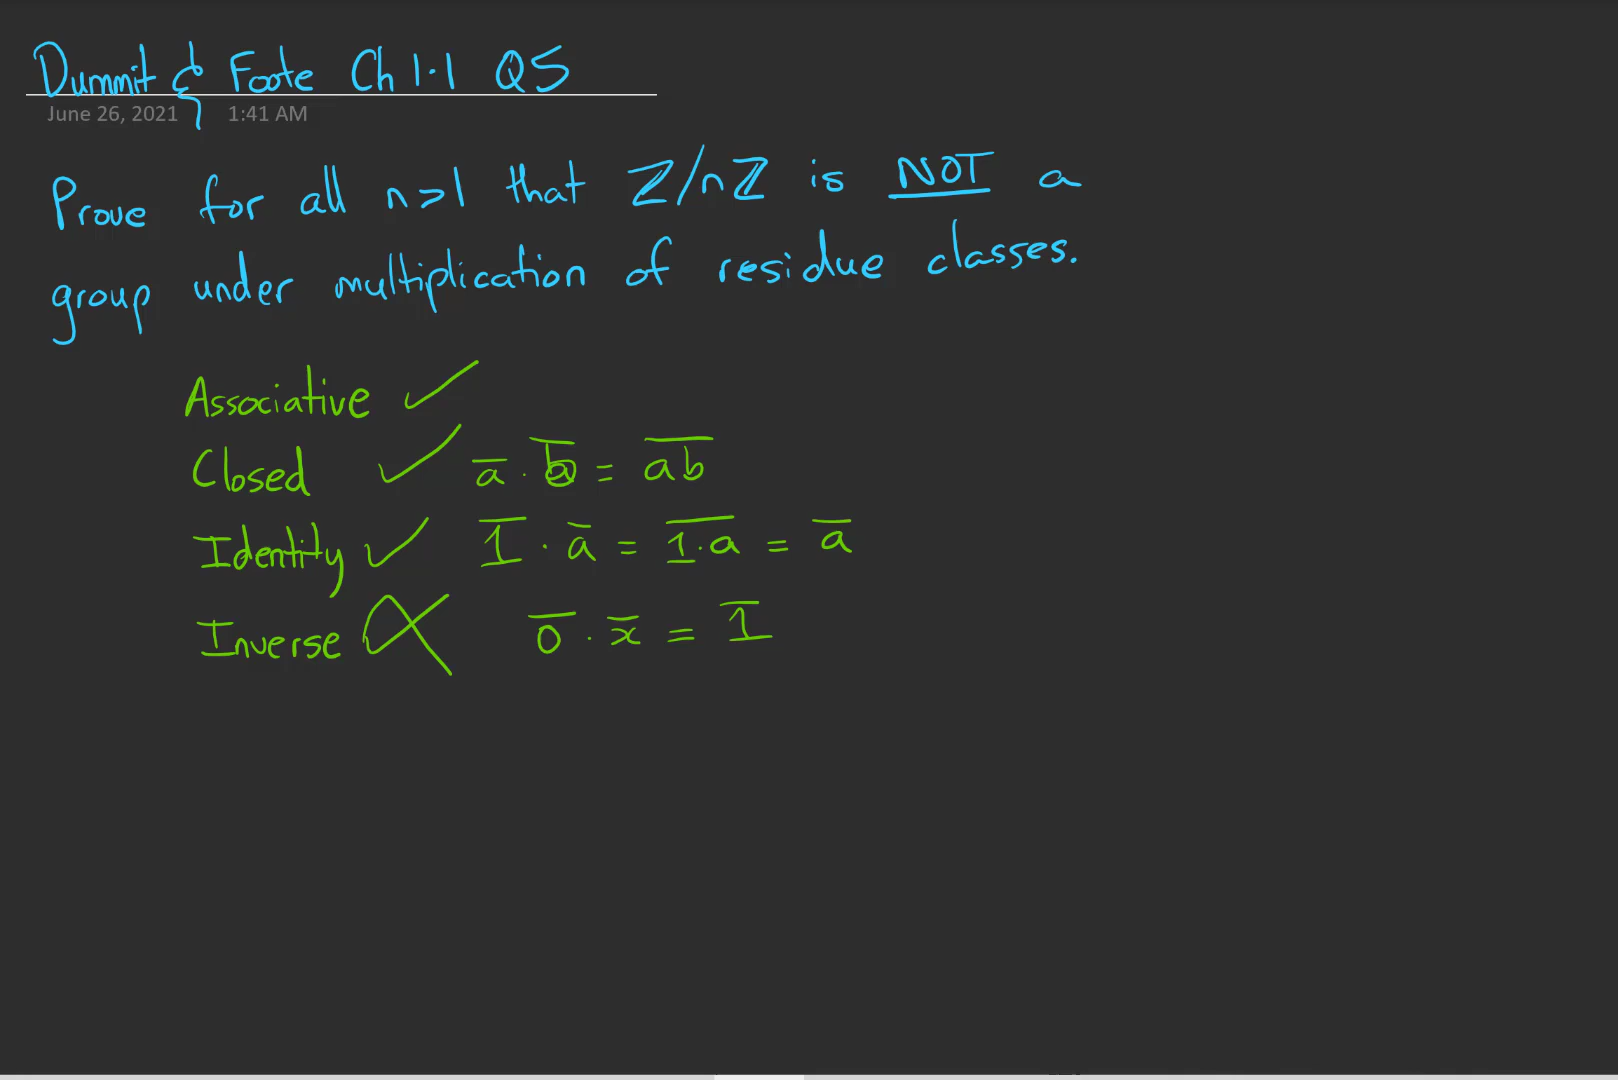 Dummit & Foote Ch 1.1 Q5
June 26, 2021 1:41 AM
Prove for all n>1 that ℤ/nℤ is NOT a
group under multiplication of residue classes.
Associative ✓
Closed ✓ a̅ · b̅ = a̅b̅
Identity ✓ 1̅ · a̅ = 1̅·̅a̅ = a̅
Inverse X 0̅ · x̅ = 1̅